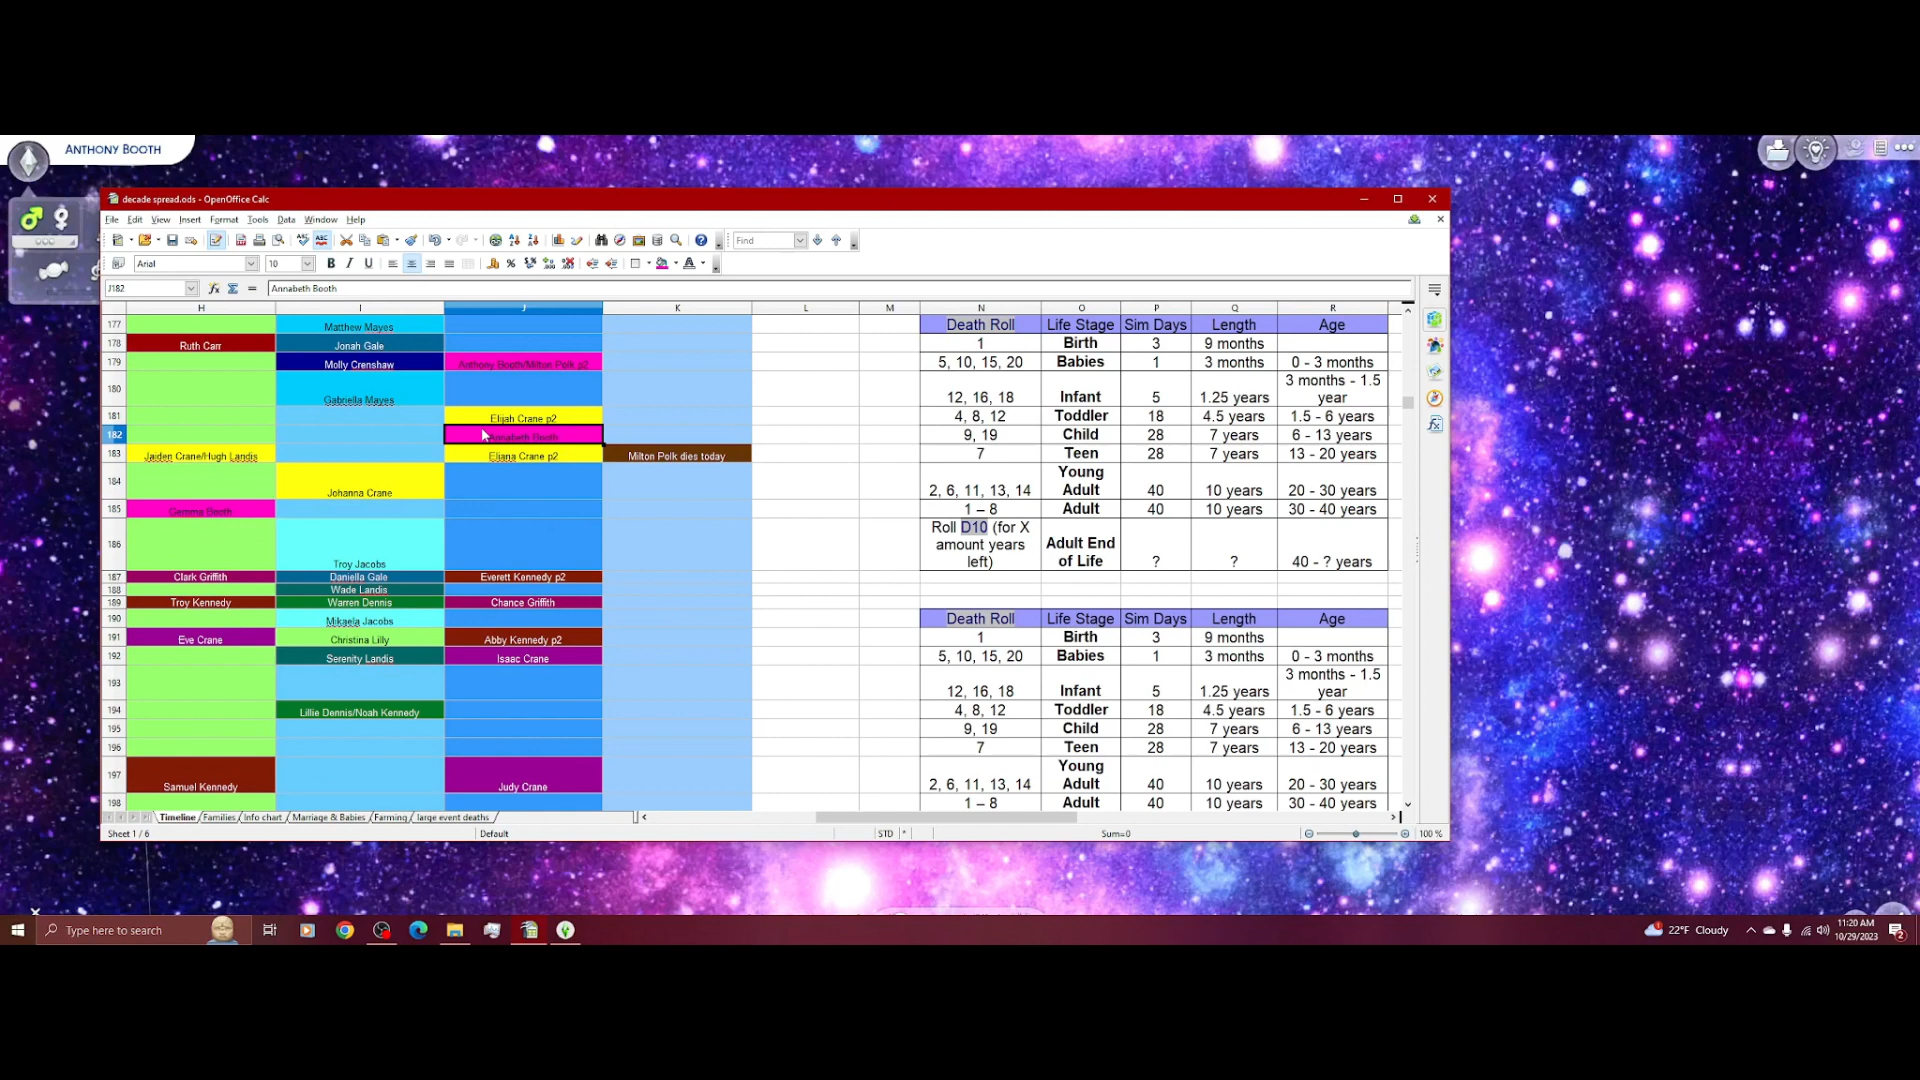 ANTHONY BOOTH
decade spread.ods - OpenOffice Calc
File Edit View Insert Format Tools Data Window Help
Find
Arial 10
J182 Annabeth Booth
H I J K L M N O P Q R
177 Matthew Mayes Death Roll Life Stage Sim Days Length Age
178 Ruth Carr Jonah Gale 1 Birth 3 9 months
179 Molly Crenshaw Anthony Booth/Milton Polk p2 5, 10, 15, 20 Babies 1 3 months 0 - 3 months
180 Gabriella Mayes 12, 16, 18 Infant 5 1.25 years 3 months - 1.5 year
181 Elijah Crane p2 4, 8, 12 Toddler 18 4.5 years 1.5 - 6 years
182 Annabeth Booth 9, 19 Child 28 7 years 6 - 13 years
183 Jaiden Crane/Hugh Landis Eliana Crane p2 Milton Polk dies today 7 Teen 28 7 years 13 - 20 years
184 Johanna Crane 2, 6, 11, 13, 14 Young Adult 40 10 years 20 - 30 years
185 Gemma Booth 1 – 8 Adult 40 10 years 30 - 40 years
186 Troy Jacobs Roll D10 (for X amount years left) Adult End of Life ? ? 40 - ? years
187 Clark Griffith Daniella Gale Everett Kennedy p2
188 Wade Landis
189 Troy Kennedy Warren Dennis Chance Griffith
190 Mikaela Jacobs Death Roll Life Stage Sim Days Length Age
191 Eve Crane Christina Lilly Abby Kennedy p2 1 Birth 3 9 months
192 Serenity Landis Isaac Crane 5, 10, 15, 20 Babies 1 3 months 0 - 3 months
193 12, 16, 18 Infant 5 1.25 years 3 months - 1.5 year
194 Lillie Dennis/Noah Kennedy 4, 8, 12 Toddler 18 4.5 years 1.5 - 6 years
195 9, 19 Child 28 7 years 6 - 13 years
196 7 Teen 28 7 years 13 - 20 years
197 Samuel Kennedy Judy Crane 2, 6, 11, 13, 14 Young Adult 40 10 years 20 - 30 years
198 1 – 8 Adult 40 10 years 30 - 40 years
Timeline Families Info chart Marriage & Babies Farming large event deaths
Sheet 1 / 6 Default STD * Sum=0 100 %
Type here to search
22°F Cloudy
11:20 AM
10/29/2023
2